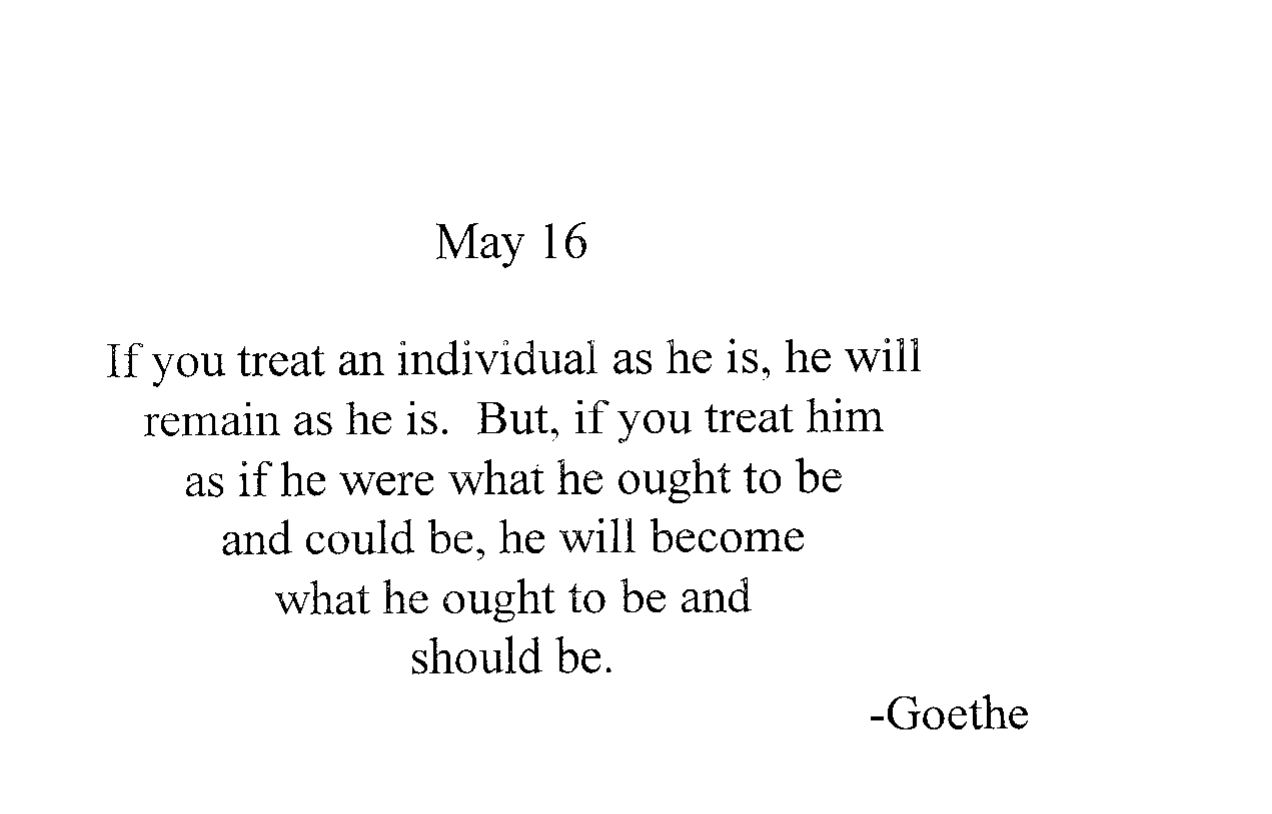 May 16
If you treat an individual as he is, he will
remain as he is.  But, if you treat him
as if he were what he ought to be
and could be, he will become
what he ought to be and
should be.
-Goethe